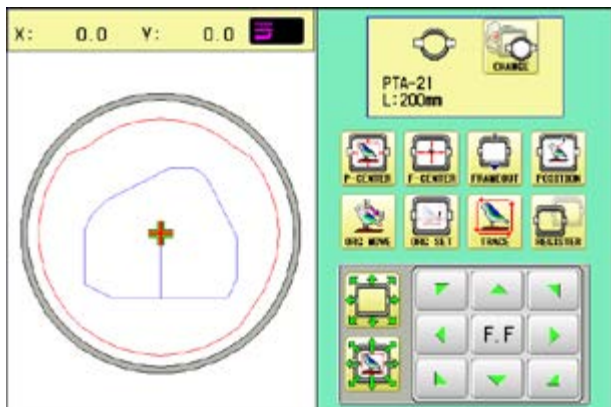 X: 0.0 Y: 0.0
CHANGE
PTA-21
L:200mm
P-CENTER F-CENTER FRAMEOUT POSITION
ORG MOVE ORG SET TRACE REGISTER
F.F